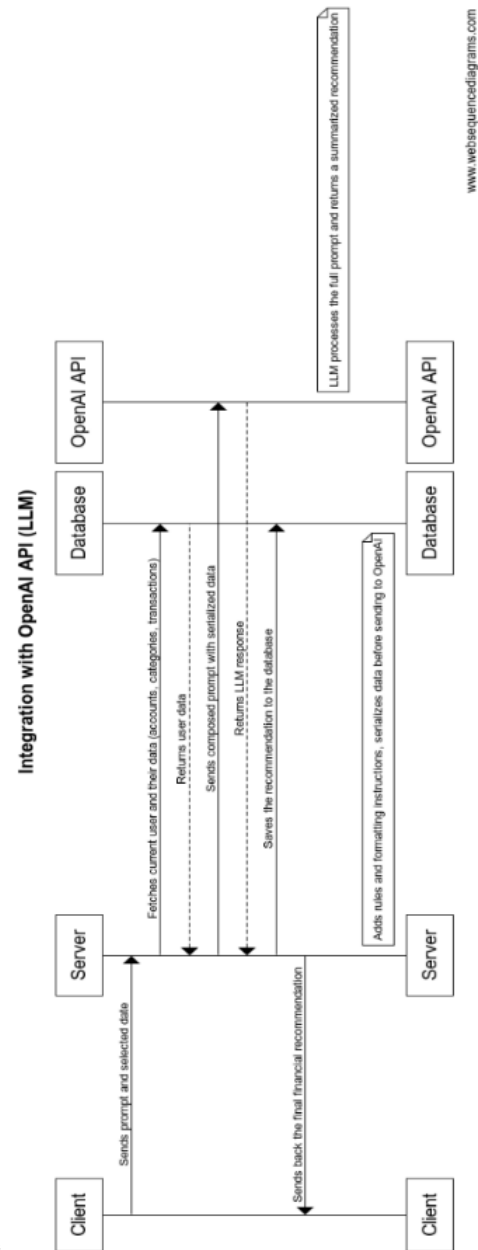 Integration with OpenAI API (LLM)
Client
Server
Database
OpenAI API
Sends prompt and selected date
Fetches current user and their data (accounts, categories, transactions)
Returns user data
Sends composed prompt with serialized data
Returns LLM response
Saves the recommendation to the database
Sends back the final financial recommendation
Adds rules and formatting instructions, serializes data before sending to OpenAI
LLM processes the full prompt and returns a summarized recommendation
Client
Server
Database
OpenAI API
www.websequencediagrams.com